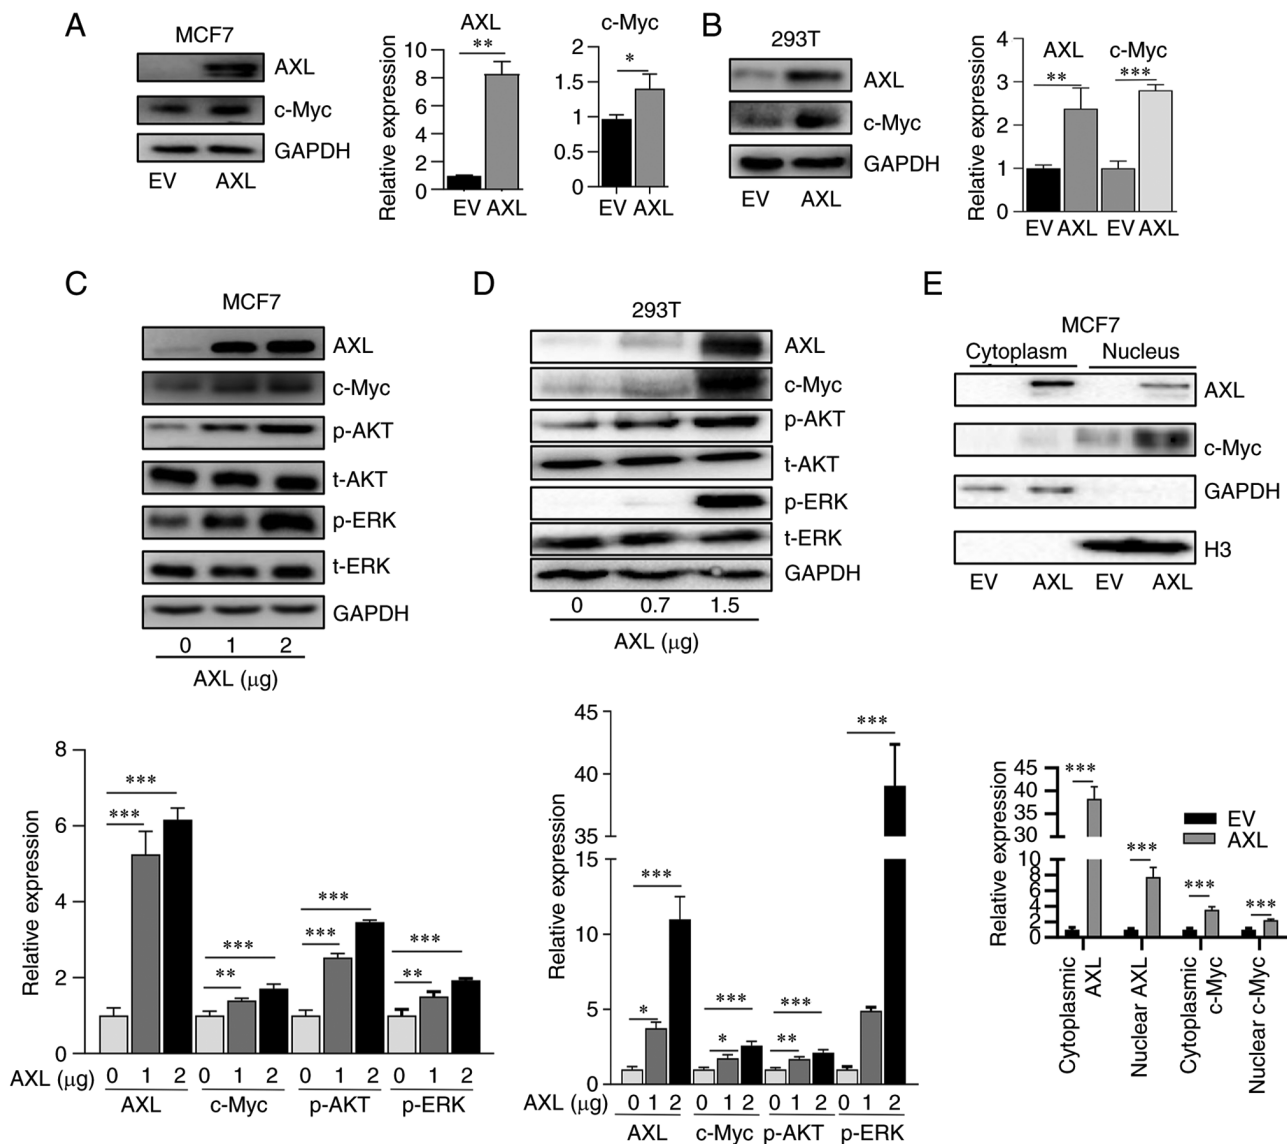 A
MCF7
AXL
c-Myc
GAPDH
EV AXL
AXL
Relative expression
10
8
6
4
2
0
**
EV AXL
c-Myc
2
1.5
1
0.5
0
*
EV AXL
B
293T
AXL
c-Myc
GAPDH
EV AXL
Relative expression
4
3
2
1
0
AXL c-Myc
** ***
EV AXL EV AXL
C
MCF7
AXL
c-Myc
p-AKT
t-AKT
p-ERK
t-ERK
GAPDH
0 1 2
AXL (μg)
Relative expression
8
6
4
2
0
***
***
***
**
***
***
***
**
AXL (μg) 0 1 2 0 1 2 0 1 2 0 1 2
AXL c-Myc p-AKT p-ERK
D
293T
AXL
c-Myc
p-AKT
t-AKT
p-ERK
t-ERK
GAPDH
0 0.7 1.5
AXL (μg)
Relative expression
45
40
35
15
10
5
0
***
*
***
*
***
**
***
AXL (μg) 0 1 2 0 1 2 0 1 2 0 1 2
AXL c-Myc p-AKT p-ERK
E
MCF7
Cytoplasm Nucleus
AXL
c-Myc
GAPDH
H3
EV AXL EV AXL
Relative expression
45
40
35
30
10
8
6
4
2
0
***
***
***
***
EV
AXL
Cytoplasmic
AXL
Nuclear AXL
Cytoplasmic
c-Myc
Nuclear c-Myc